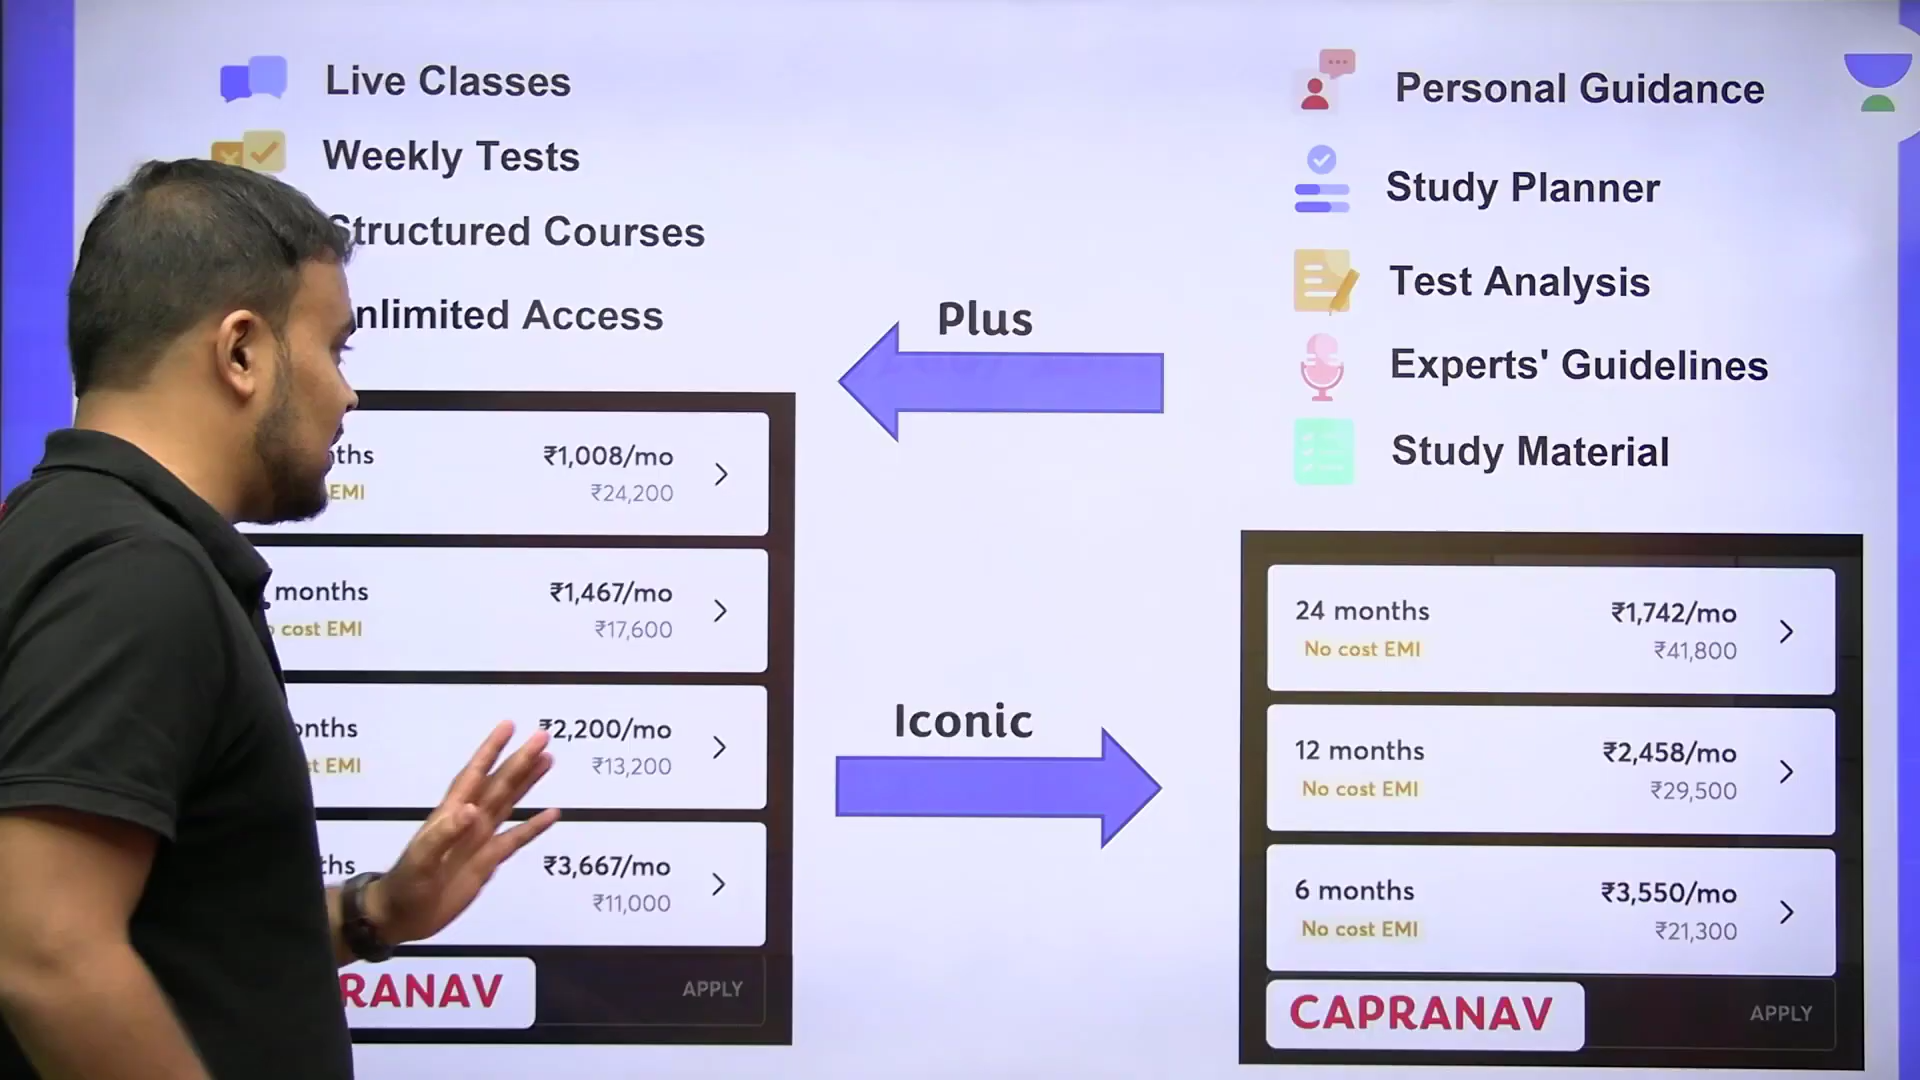 Live Classes
Weekly Tests
Structured Courses
nlimited Access
ths
₹1,008/mo
EMI
₹24,200
months
₹1,467/mo
cost EMI
₹17,600
onths
₹2,200/mo
t EMI
₹13,200
ths
₹3,667/mo
₹11,000
RANAV
APPLY
Plus
Iconic
Personal Guidance
Study Planner
Test Analysis
Experts' Guidelines
Study Material
24 months
₹1,742/mo
No cost EMI
₹41,800
12 months
₹2,458/mo
No cost EMI
₹29,500
6 months
₹3,550/mo
No cost EMI
₹21,300
CAPRANAV
APPLY